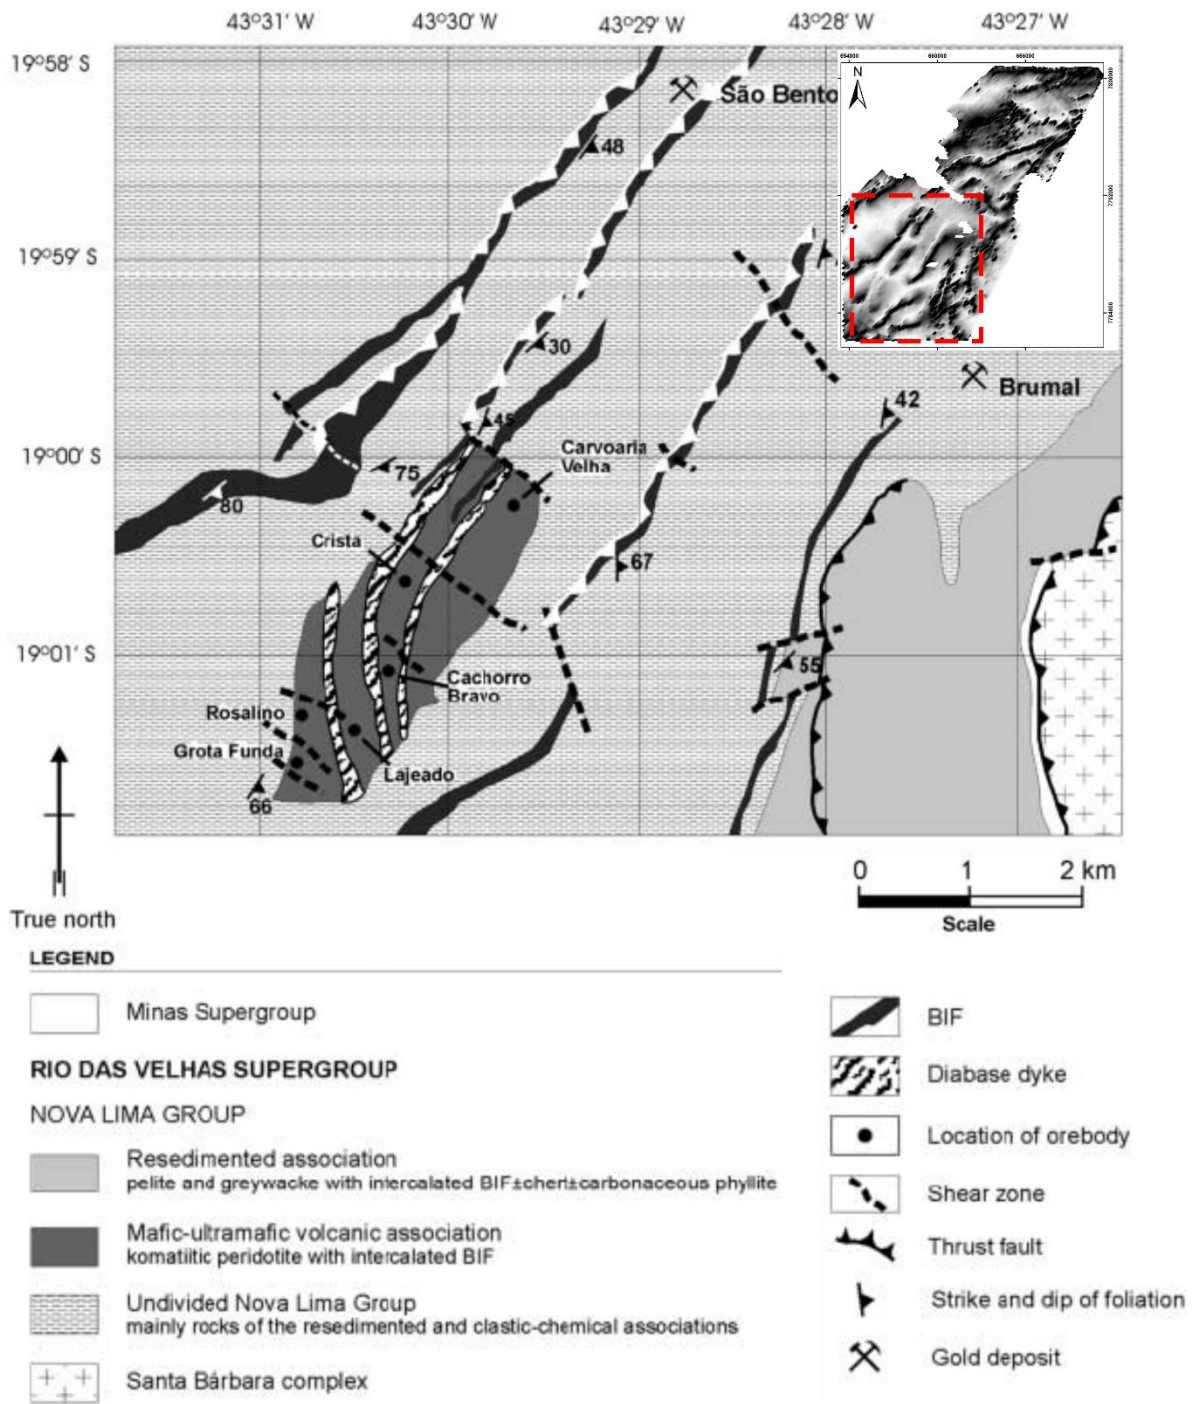 43°31' W 43°30' W 43°29' W 43°28' W 43°27' W
19°58' S
São Bento
N
654000 660000 666000
7792000
7784000
48
19°59' S
30
Brumal
42
45
Carvoaria
Velha
19°00' S
75
80
Crista
67
19°01' S
55
Cachorro
Bravo
Rosalino
Grota Funda
Lajeado
66
True north
0 1 2 km
Scale
LEGEND
Minas Supergroup
RIO DAS VELHAS SUPERGROUP
NOVA LIMA GROUP
Resedimented association
pelite and greywacke with intercalated BIF±chert±carbonaceous phyllite
Mafic-ultramafic volcanic association
komatiitic peridotite with intercalated BIF
Undivided Nova Lima Group
mainly rocks of the resedimented and clastic-chemical associations
Santa Bárbara complex
BIF
Diabase dyke
Location of orebody
Shear zone
Thrust fault
Strike and dip of foliation
Gold deposit